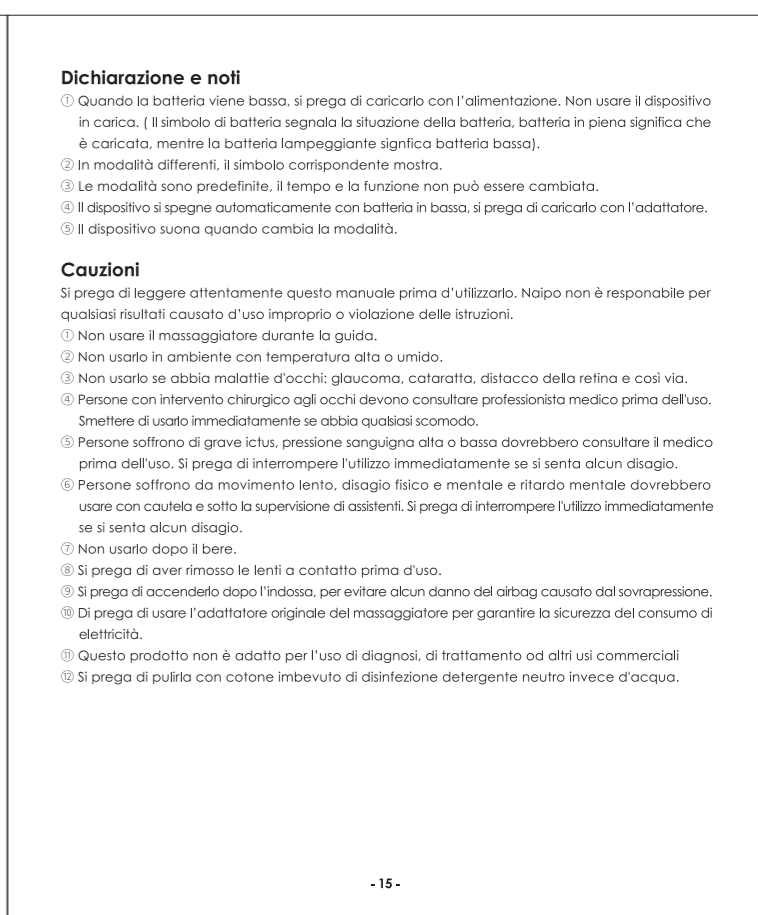 Dichiarazione e noti
① Quando la batteria viene bassa, si prega di caricarlo con l'alimentazione. Non usare il dispositivo
in carica. ( Il simbolo di batteria segnala la situazione della batteria, batteria in piena significa che
è caricata, mentre la batteria lampeggiante signfica batteria bassa).
② In modalità differenti, il simbolo corrispondente mostra.
③ Le modalità sono predefinite, il tempo e la funzione non può essere cambiata.
④ Il dispositivo si spegne automaticamente con batteria in bassa, si prega di caricarlo con l'adattatore.
⑤ Il dispositivo suona quando cambia la modalità.
Cauzioni
Si prega di leggere attentamente questo manuale prima d'utilizzarlo. Naipo non è responabile per
qualsiasi risultati causato d'uso improprio o violazione delle istruzioni.
① Non usare il massaggiatore durante la guida.
② Non usarlo in ambiente con temperatura alta o umido.
③ Non usarlo se abbia malattie d'occhi: glaucoma, cataratta, distacco della retina e così via.
④ Persone con intervento chirurgico agli occhi devono consultare professionista medico prima dell'uso.
Smettere di usarlo immediatamente se abbia qualsiasi scomodo.
⑤ Persone soffrono di grave ictus, pressione sanguigna alta o bassa dovrebbero consultare il medico
prima dell'uso. Si prega di interrompere l'utilizzo immediatamente se si senta alcun disagio.
⑥ Persone soffrono da movimento lento, disagio fisico e mentale e ritardo mentale dovrebbero
usare con cautela e sotto la supervisione di assistenti. Si prega di interrompere l'utilizzo immediatamente
se si senta alcun disagio.
⑦ Non usarlo dopo il bere.
⑧ Si prega di aver rimosso le lenti a contatto prima d'uso.
⑨ Si prega di accenderlo dopo l'indossa, per evitare alcun danno del airbag causato dal sovrapressione.
⑩ Di prega di usare l'adattatore originale del massaggiatore per garantire la sicurezza del consumo di
elettricità.
⑪ Questo prodotto non è adatto per l'uso di diagnosi, di trattamento od altri usi commerciali
⑫ Si prega di pulirla con cotone imbevuto di disinfezione detergente neutro invece d'acqua.
- 15 -